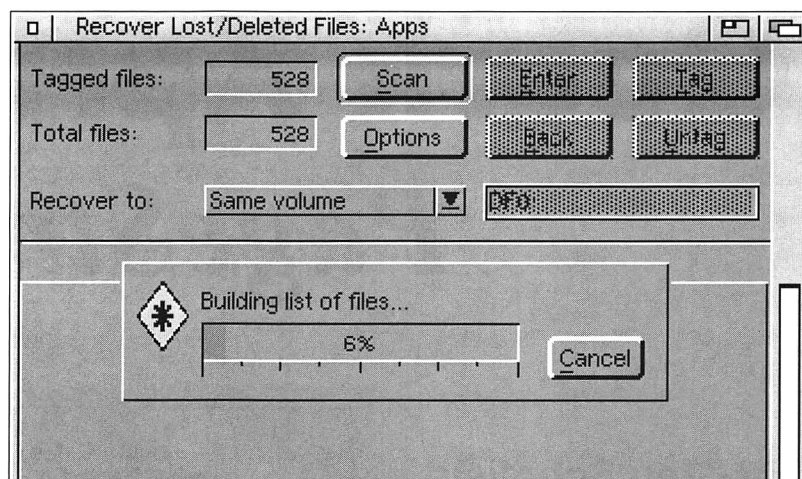 Recover Lost/Deleted Files: Apps
Tagged files: 528 Scan Enter Tag
Total files: 528 Options Back Untag
Recover to: Same volume DF0:
Building list of files...
6%
Cancel